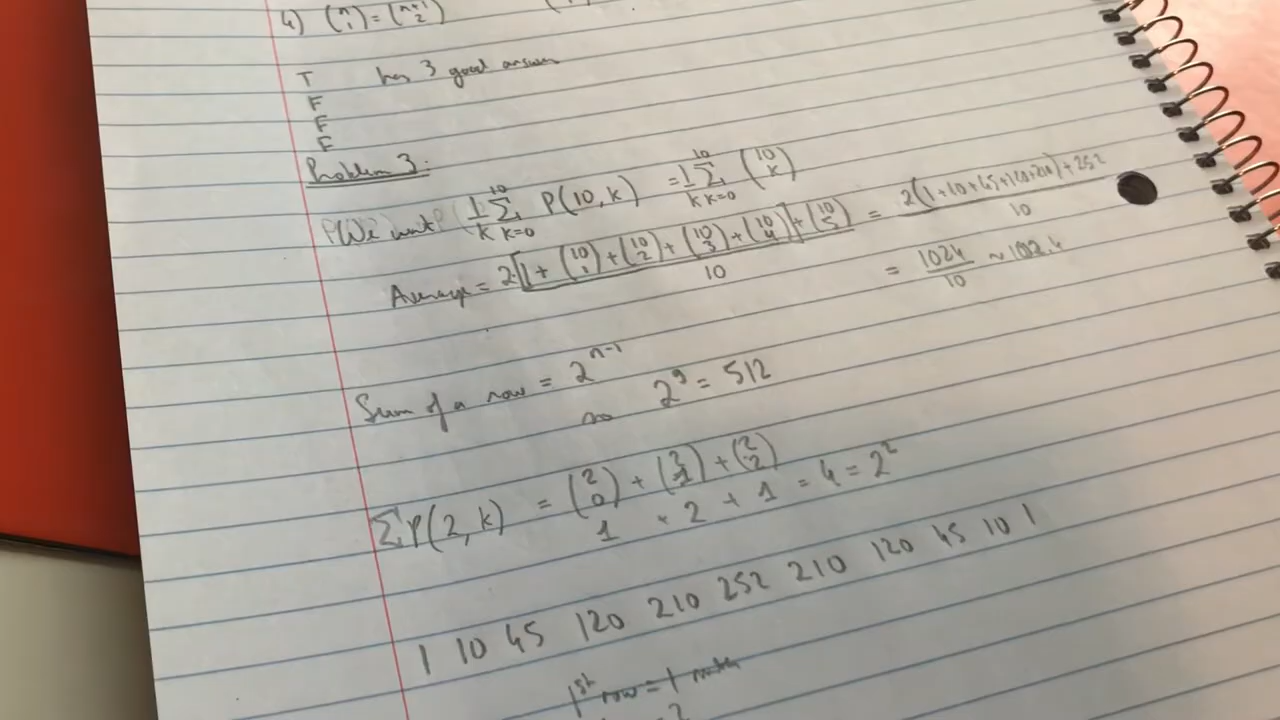 4) (n 1) = (n+1 2)
T has 3 good answers
F
F
F
Problem 3:
We want 1/k ∑_{k=0}^{10} P(10, k) = 1/k ∑_{k=0}^{10} (10 k)
Average = 2[1 + (10 1) + (10 2) + (10 3) + (10 4)] + (10 5) / 10 = 2(1+10+45+120+210)+252 / 10
= 1024/10 ~ 102.4
Sum of a row = 2^{n-1}
so 2^9 = 512
∑P(2, k) = (2 0) + (2 1) + (2 2)
1 + 2 + 1 = 4 = 2^2
1 10 45 120 210 252 210 120 45 10 1
1st row = 1